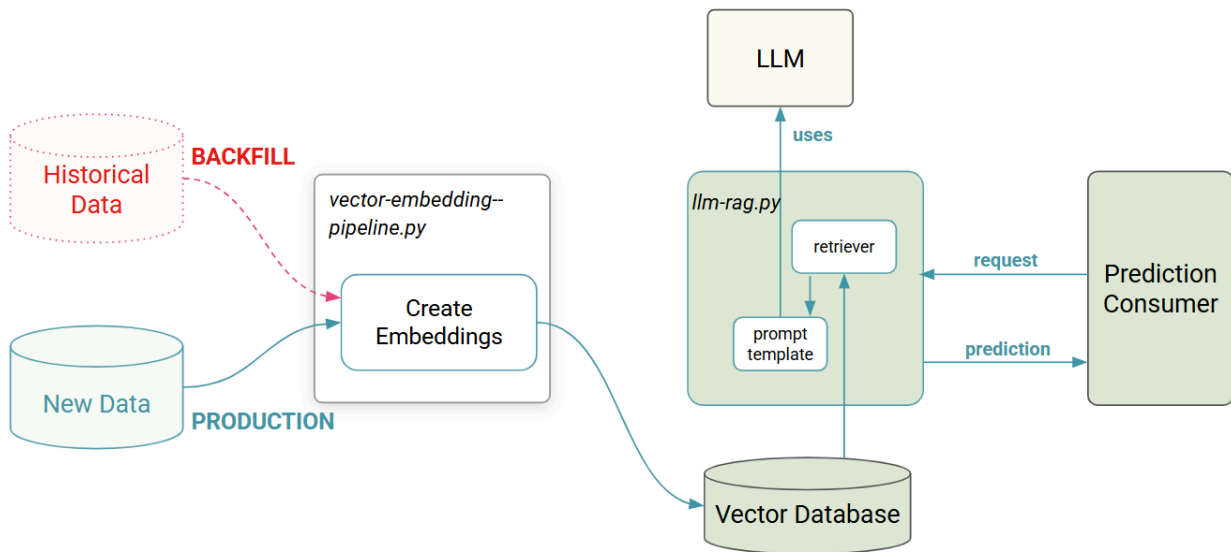 LLM
uses
BACKFILL
Historical
Data
vector-embedding--
pipeline.py
Create
Embeddings
New Data
PRODUCTION
llm-rag.py
retriever
prompt
template
request
prediction
Prediction
Consumer
Vector Database